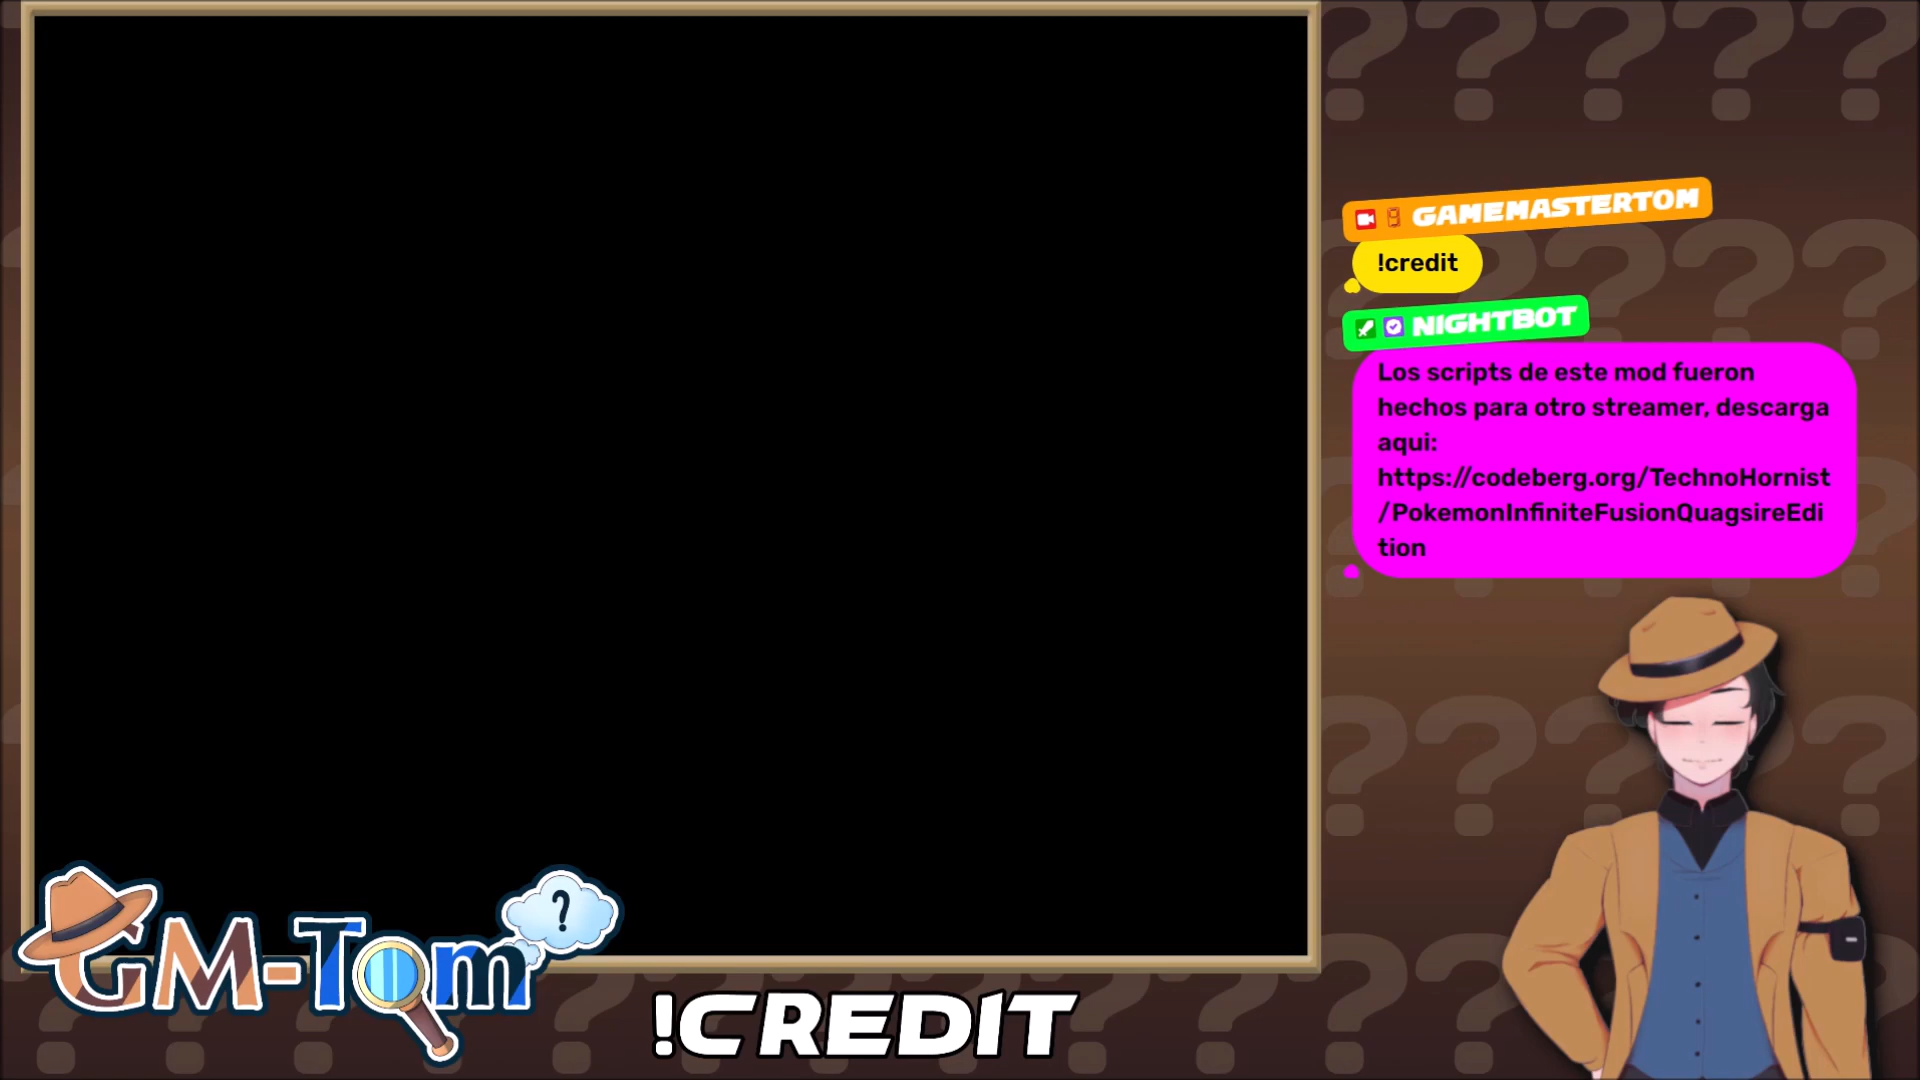 GAMEMASTERTOM
!credit
NIGHTBOT
Los scripts de este mod fueron
hechos para otro streamer, descarga
aqui:
https://codeberg.org/TechnoHornist
/PokemonInfiniteFusionQuagsireEdi
tion
GM-Tom
?
!CREDIT